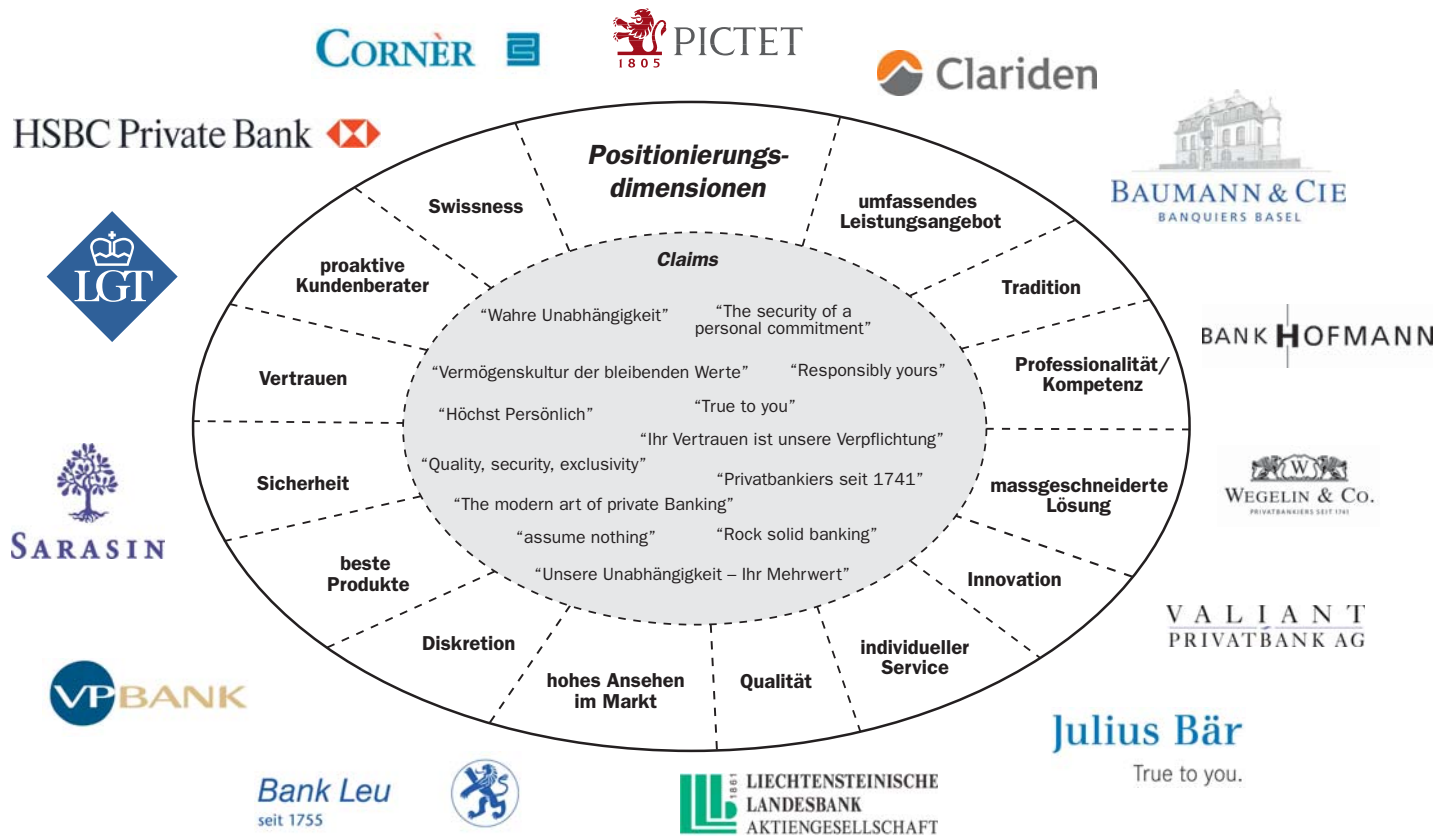 CORNÈR
PICTET
1805
Clariden
HSBC Private Bank
BAUMANN & CIE
BANQUIERS BASEL
LGT
BANK HOFMANN
SARASIN
WEGELIN & CO.
PRIVATBANKIERS SEIT 1741
VALIANT
PRIVATBANK AG
VP BANK
Julius Bär
True to you.
Bank Leu
seit 1755
1861
LIECHTENSTEINISCHE
LANDESBANK
AKTIENGESELLSCHAFT
Positionierungs-
dimensionen
umfassendes
Leistungsangebot
Tradition
Professionalität/
Kompetenz
massgeschneiderte
Lösung
Innovation
individueller
Service
Qualität
hohes Ansehen
im Markt
Diskretion
beste
Produkte
Sicherheit
Vertrauen
proaktive
Kundenberater
Swissness
Claims
“Wahre Unabhängigkeit”
“The security of a
personal commitment”
“Vermögenskultur der bleibenden Werte”
“Responsibly yours”
“Höchst Persönlich”
“True to you”
“Ihr Vertrauen ist unsere Verpflichtung”
“Quality, security, exclusivity”
“Privatbankiers seit 1741”
“The modern art of private Banking”
“assume nothing”
“Rock solid banking”
“Unsere Unabhängigkeit – Ihr Mehrwert”